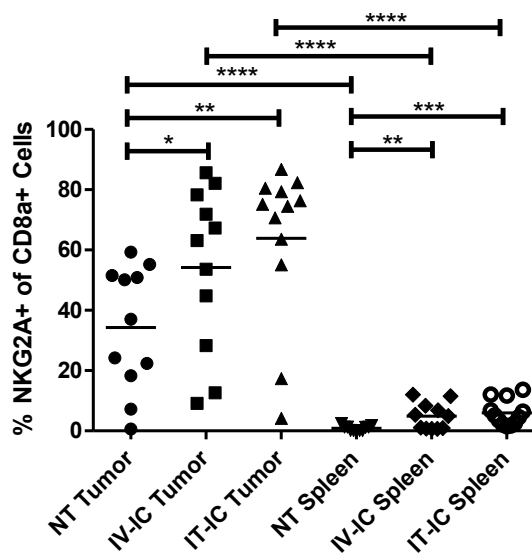 ****
****
****
** ***
* **
% NKG2A+ of CD8a+ Cells
100
80
60
40
20
0
NT Tumor
IV-IC Tumor
IT-IC Tumor
NT Spleen
IV-IC Spleen
IT-IC Spleen